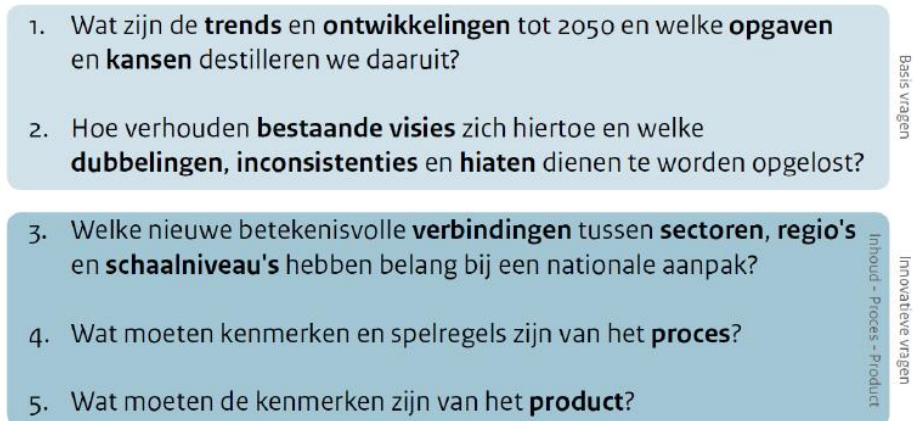 1. Wat zijn de trends en ontwikkelingen tot 2050 en welke opgaven
en kansen destilleren we daaruit?
2. Hoe verhouden bestaande visies zich hiertoe en welke
dubbelingen, inconsistenties en hiaten dienen te worden opgelost?
Basis vragen
3. Welke nieuwe betekenisvolle verbindingen tussen sectoren, regio's
en schaalniveau's hebben belang bij een nationale aanpak?
4. Wat moeten kenmerken en spelregels zijn van het proces?
5. Wat moeten de kenmerken zijn van het product?
Inhoud - Proces - Product
Innovatieve vragen